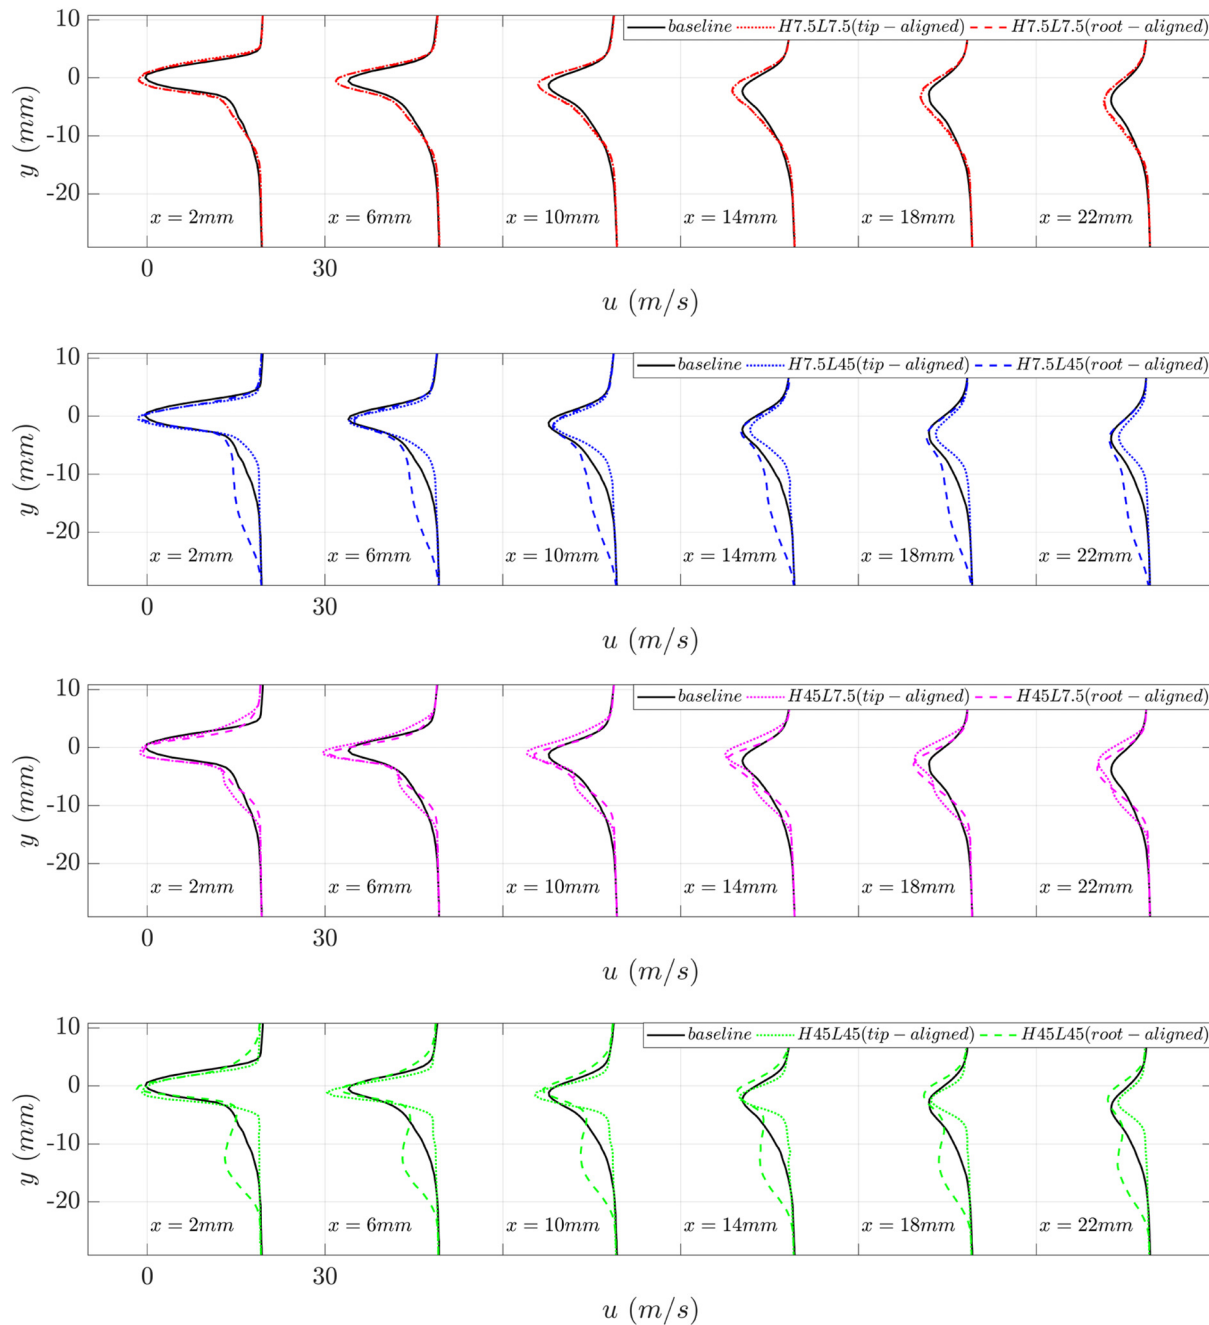 10
baseline H7.5L7.5(tip − aligned) H7.5L7.5(root − aligned)
0
y (mm)
-10
-20
x = 2mm x = 6mm x = 10mm x = 14mm x = 18mm x = 22mm
0 30
u (m/s)
10
baseline H7.5L45(tip − aligned) H7.5L45(root − aligned)
0
y (mm)
-10
-20
x = 2mm x = 6mm x = 10mm x = 14mm x = 18mm x = 22mm
0 30
u (m/s)
10
baseline H45L7.5(tip − aligned) H45L7.5(root − aligned)
0
y (mm)
-10
-20
x = 2mm x = 6mm x = 10mm x = 14mm x = 18mm x = 22mm
0 30
u (m/s)
10
baseline H45L45(tip − aligned) H45L45(root − aligned)
0
y (mm)
-10
-20
x = 2mm x = 6mm x = 10mm x = 14mm x = 18mm x = 22mm
0 30
u (m/s)